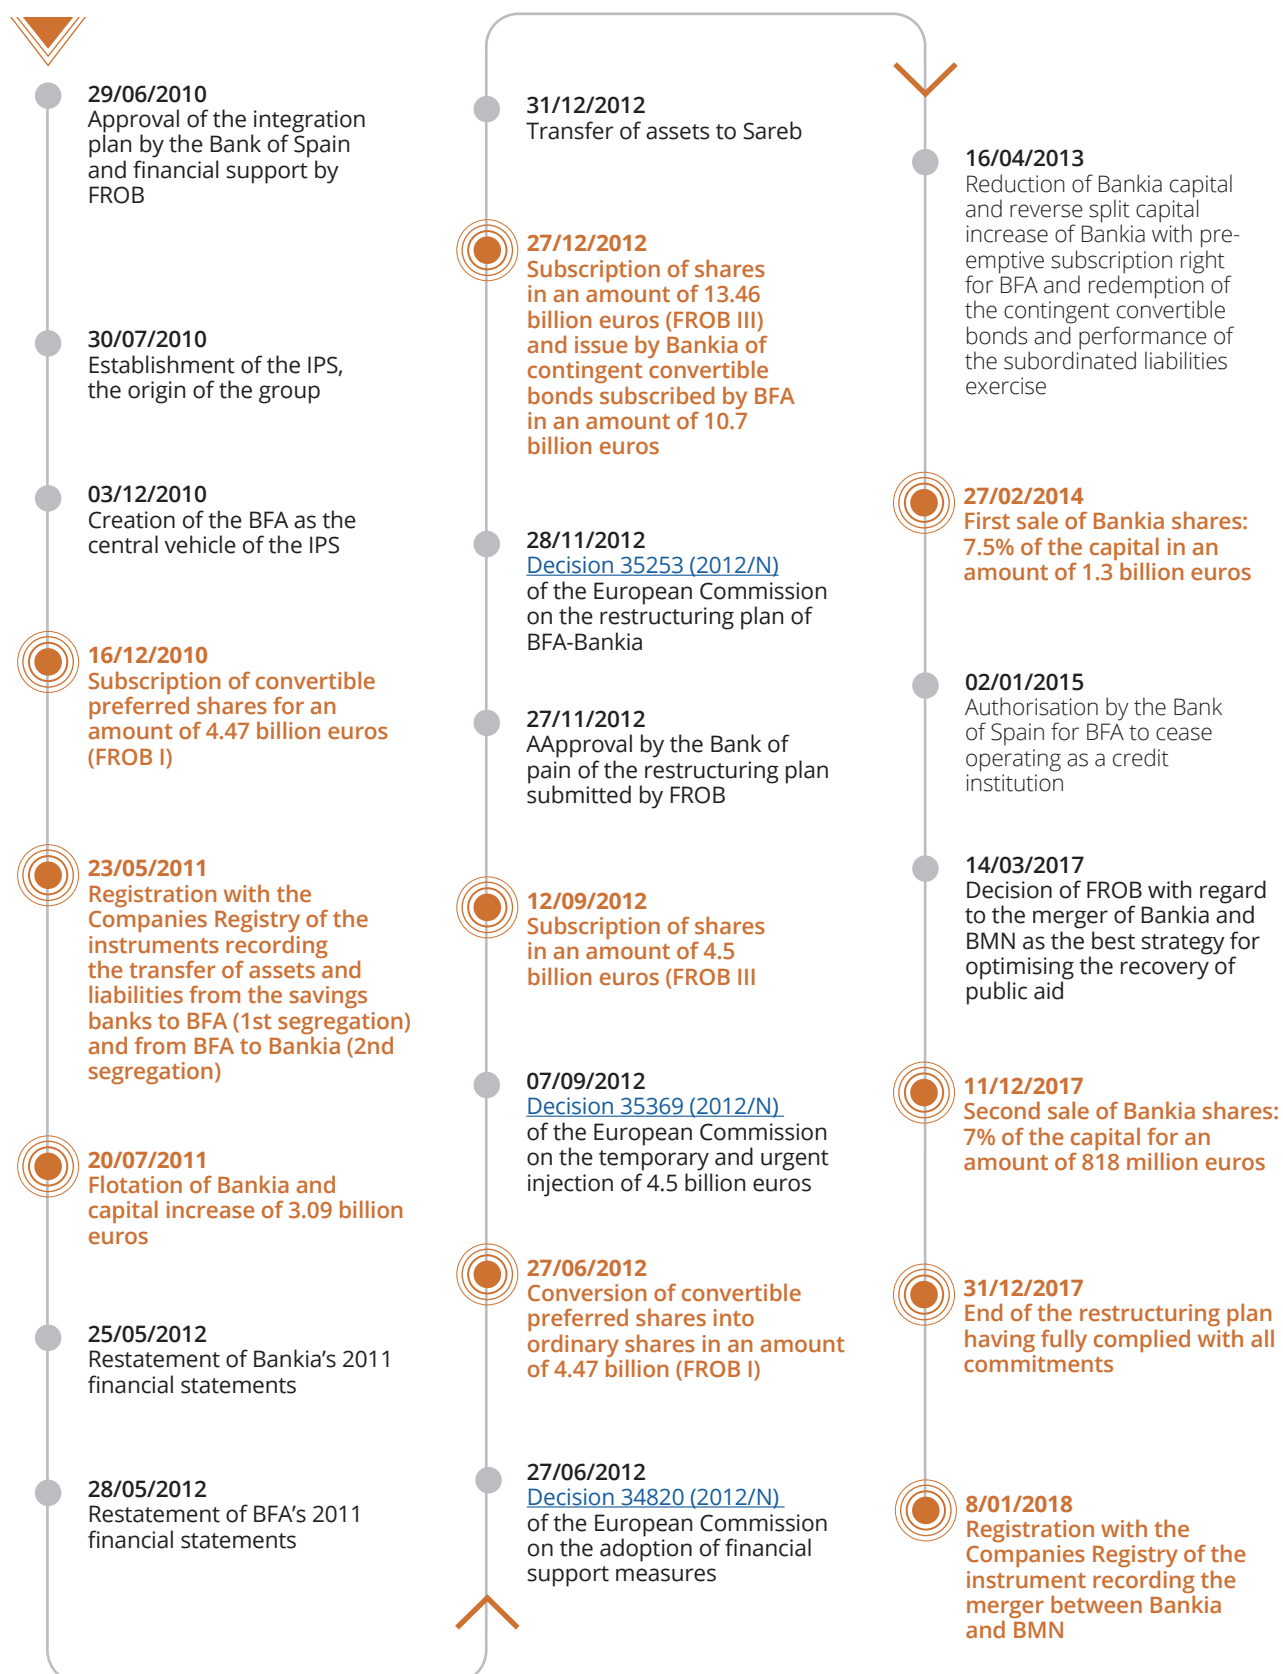 29/06/2010
Approval of the integration
plan by the Bank of Spain
and financial support by
FROB
30/07/2010
Establishment of the IPS,
the origin of the group
03/12/2010
Creation of the BFA as the
central vehicle of the IPS
16/12/2010
Subscription of convertible
preferred shares for an
amount of 4.47 billion euros
(FROB I)
23/05/2011
Registration with the
Companies Registry of the
instruments recording
the transfer of assets and
liabilities from the savings
banks to BFA (1st segregation)
and from BFA to Bankia (2nd
segregation)
20/07/2011
Flotation of Bankia and
capital increase of 3.09 billion
euros
25/05/2012
Restatement of Bankia’s 2011
financial statements
28/05/2012
Restatement of BFA’s 2011
financial statements
31/12/2012
Transfer of assets to Sareb
27/12/2012
Subscription of shares
in an amount of 13.46
billion euros (FROB III)
and issue by Bankia of
contingent convertible
bonds subscribed by BFA
in an amount of 10.7
billion euros
28/11/2012
Decision 35253 (2012/N)
of the European Commission
on the restructuring plan of
BFA-Bankia
27/11/2012
AApproval by the Bank of
pain of the restructuring plan
submitted by FROB
12/09/2012
Subscription of shares
in an amount of 4.5
billion euros (FROB III
07/09/2012
Decision 35369 (2012/N)
of the European Commission
on the temporary and urgent
injection of 4.5 billion euros
27/06/2012
Conversion of convertible
preferred shares into
ordinary shares in an amount
of 4.47 billion (FROB I)
27/06/2012
Decision 34820 (2012/N)
of the European Commission
on the adoption of financial
support measures
16/04/2013
Reduction of Bankia capital
and reverse split capital
increase of Bankia with pre-
emptive subscription right
for BFA and redemption of
the contingent convertible
bonds and performance of
the subordinated liabilities
exercise
27/02/2014
First sale of Bankia shares:
7.5% of the capital in an
amount of 1.3 billion euros
02/01/2015
Authorisation by the Bank
of Spain for BFA to cease
operating as a credit
institution
14/03/2017
Decision of FROB with regard
to the merger of Bankia and
BMN as the best strategy for
optimising the recovery of
public aid
11/12/2017
Second sale of Bankia shares:
7% of the capital for an
amount of 818 million euros
31/12/2017
End of the restructuring plan
having fully complied with all
commitments
8/01/2018
Registration with the
Companies Registry of the
instrument recording the
merger between Bankia
and BMN